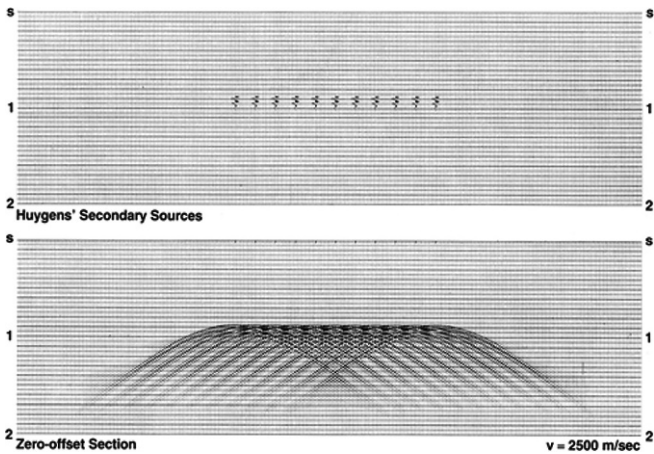 s s
1 1
2 2
Huygens' Secondary Sources
s s
1 1
2 2
Zero-offset Section v = 2500 m/sec